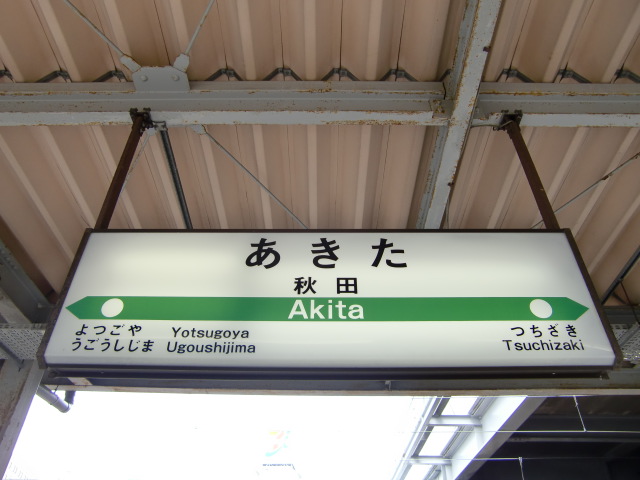 あきた
秋田
Akita
よつごや Yotsugoya
うごうしじま Ugoushijima
つちざき
Tsuchizaki